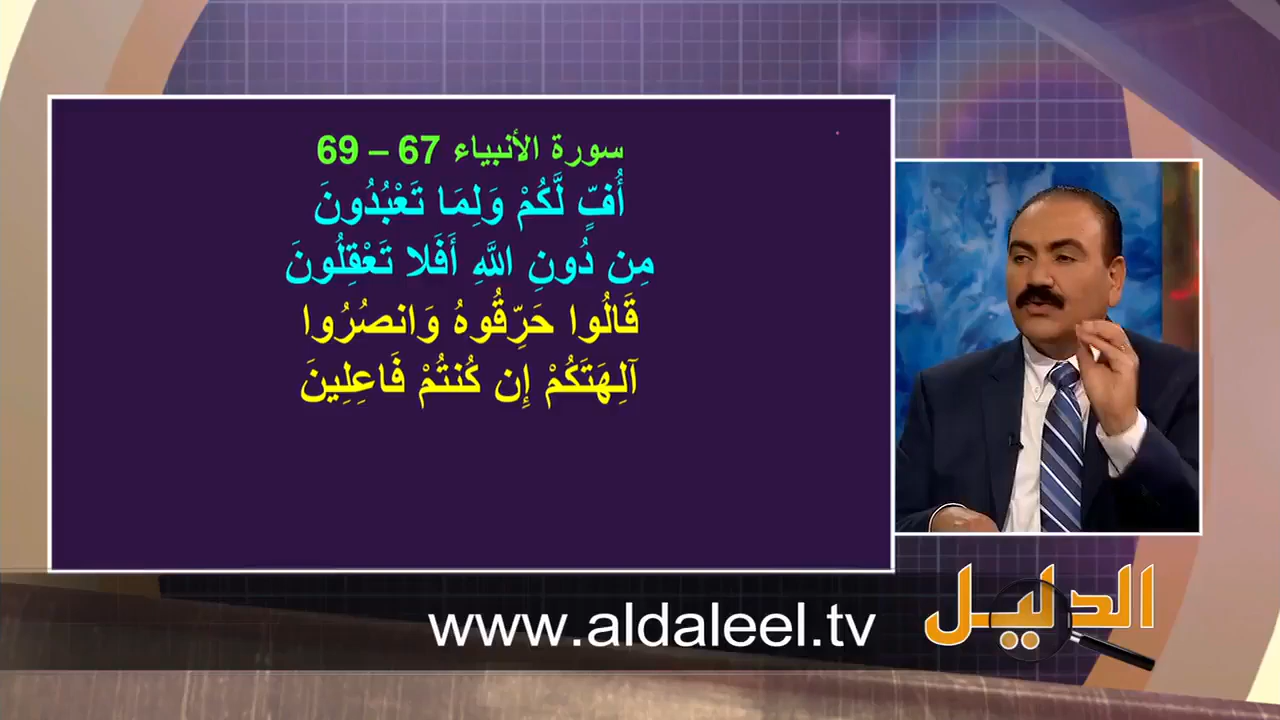 سورة الأنبياء 67 – 69
أُفٍّ لَّكُمْ وَلِمَا تَعْبُدُونَ
مِن دُونِ اللَّهِ أَفَلا تَعْقِلُونَ
قَالُوا حَرِّقُوهُ وَانصُرُوا
آلِهَتَكُمْ إِن كُنتُمْ فَاعِلِينَ
الدليل
www.aldaleel.tv